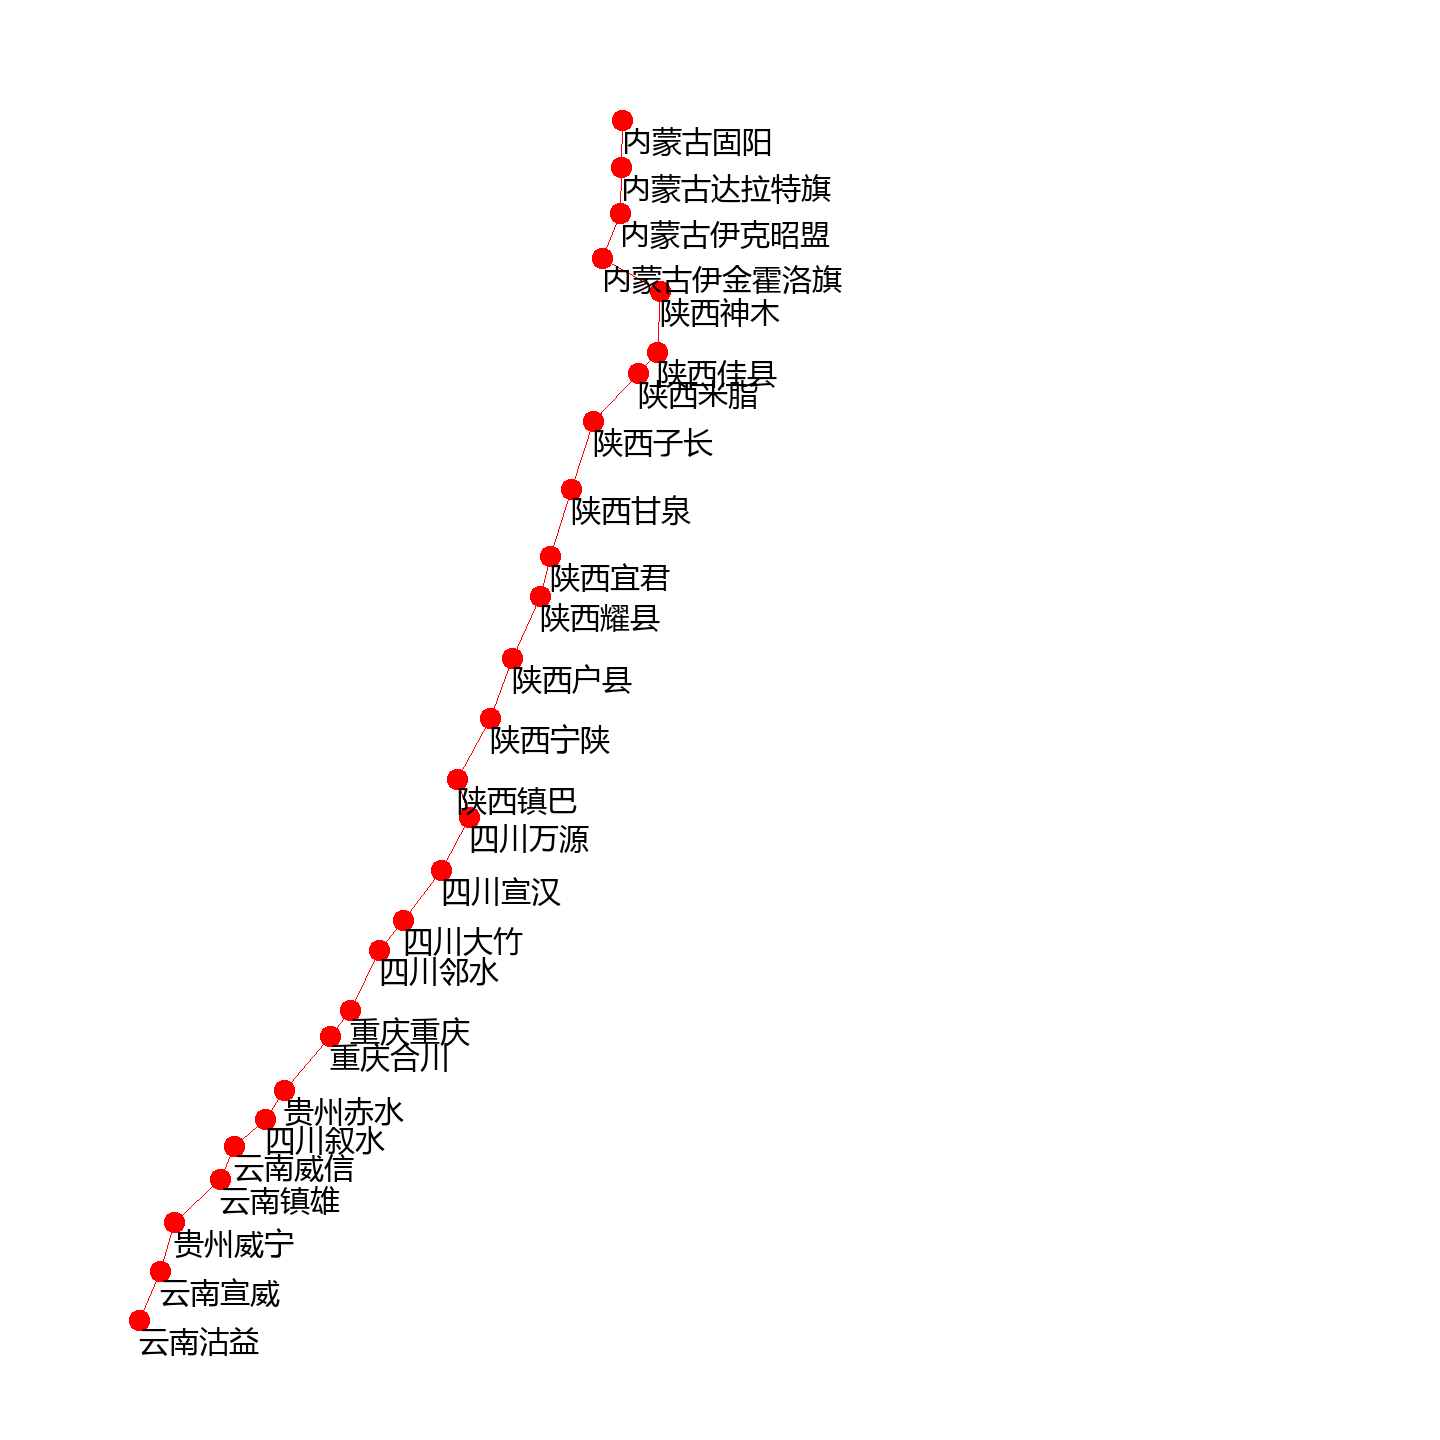 内蒙古固阳
内蒙古达拉特旗
内蒙古伊克昭盟
内蒙古伊金霍洛旗
陕西神木
陕西佳县
陕西米脂
陕西子长
陕西甘泉
陕西宜君
陕西耀县
陕西户县
陕西宁陕
陕西镇巴
四川万源
四川宣汉
四川大竹
四川邻水
重庆重庆
重庆合川
贵州赤水
四川叙水
云南威信
云南镇雄
贵州威宁
云南宣威
云南沽益